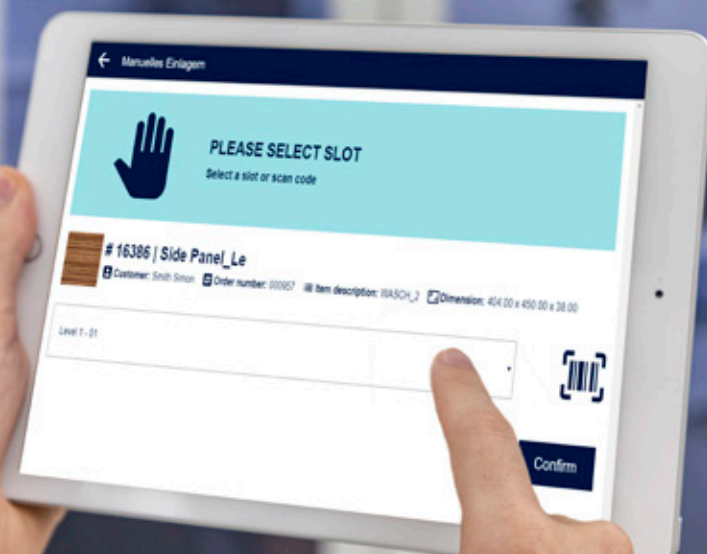 Manuelles Einlagern
PLEASE SELECT SLOT
Select a slot or scan code
# 16386 | Side Panel_Le
Customer: Smith Simon Order number: 000957 Item description: WASCH_2 Dimension: 404.00 x 450.00 x 38.00
Level 1 - 01
Confirm